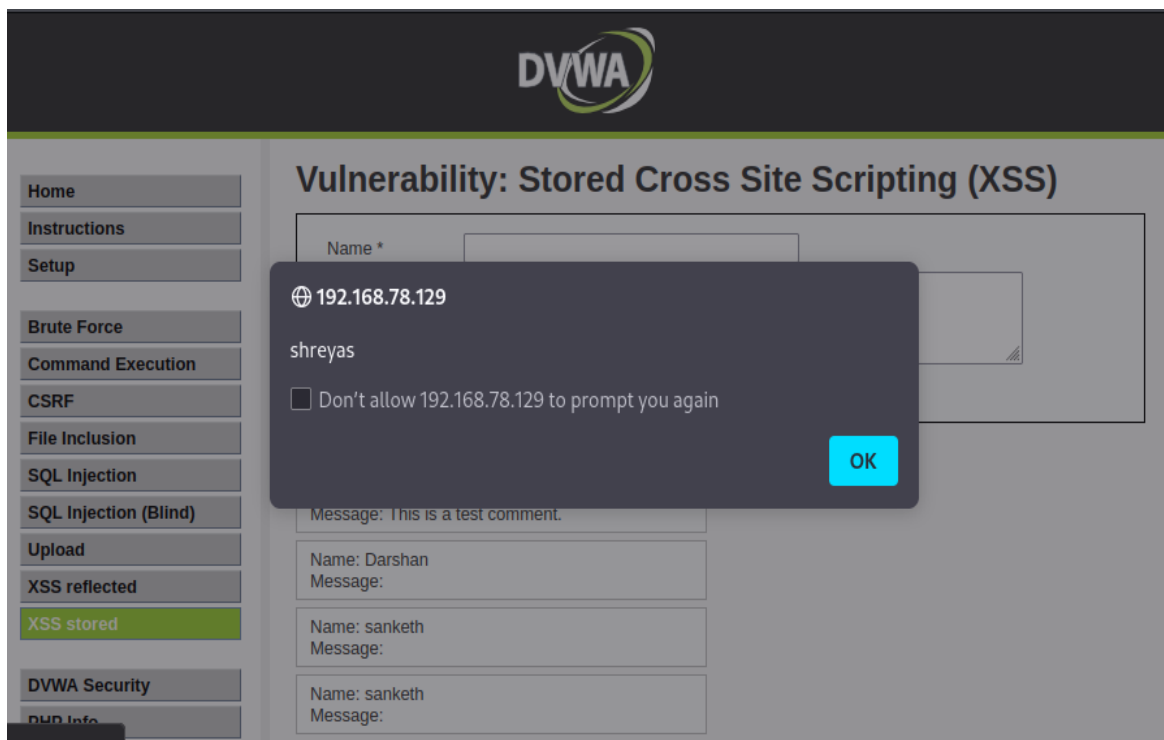 DVWA
Vulnerability: Stored Cross Site Scripting (XSS)
Home
Instructions
Setup
Brute Force
Command Execution
CSRF
File Inclusion
SQL Injection
SQL Injection (Blind)
Upload
XSS reflected
XSS stored
DVWA Security
PHP Info
Name *
192.168.78.129
shreyas
Don't allow 192.168.78.129 to prompt you again
OK
Message: This is a test comment.
Name: Darshan
Message:
Name: sanketh
Message:
Name: sanketh
Message: